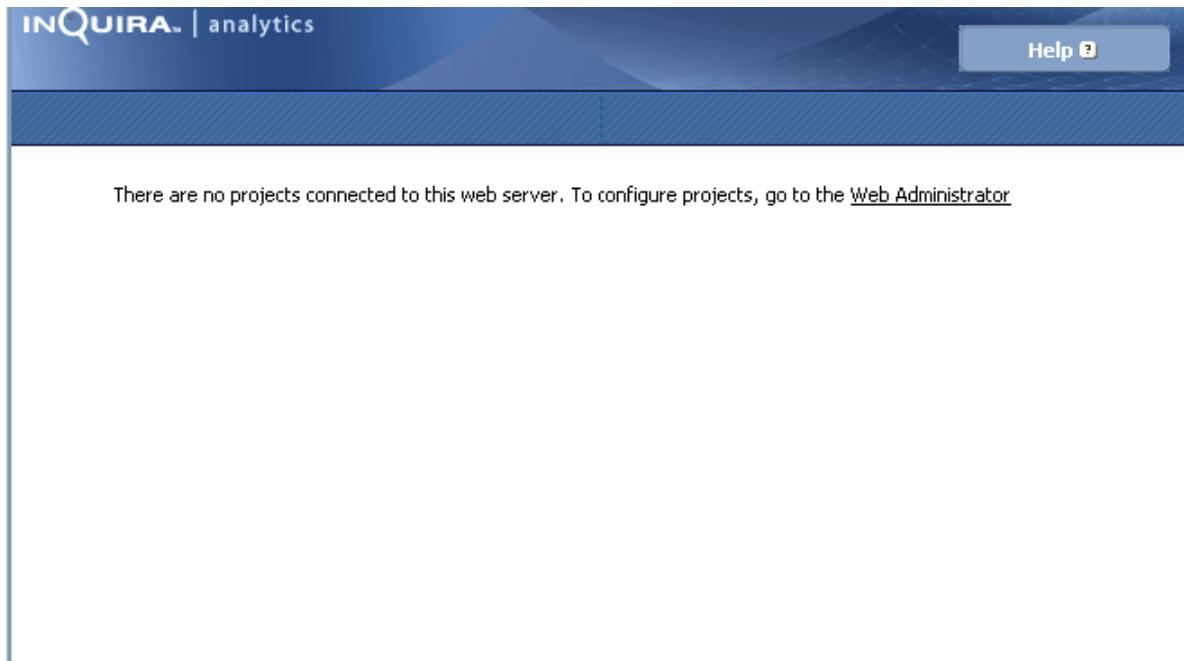 INQUIRA™ | analytics
Help ?
There are no projects connected to this web server. To configure projects, go to the Web Administrator